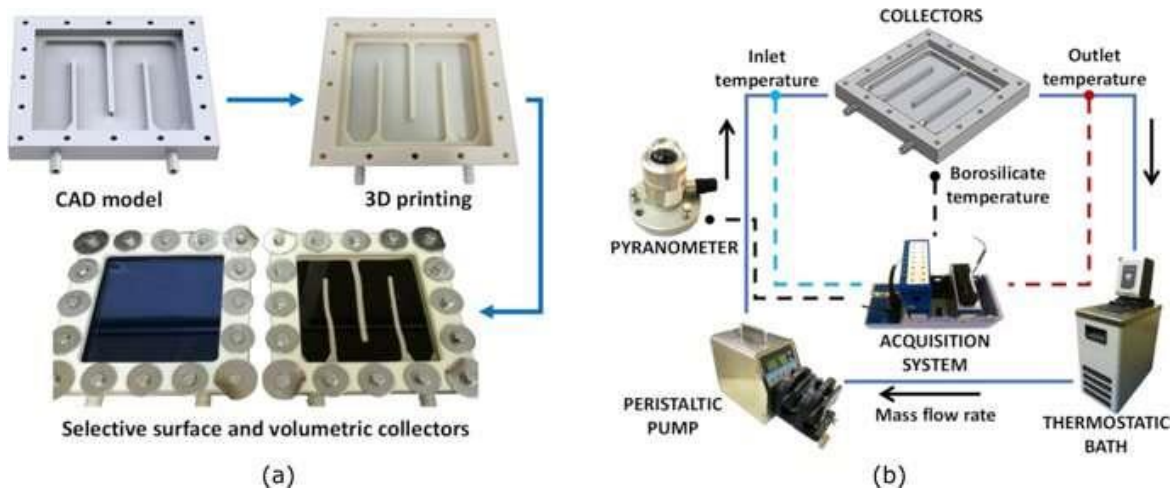 CAD model
3D printing
Selective surface and volumetric collectors
(a)
COLLECTORS
Inlet
temperature
Outlet
temperature
Borosilicate
temperature
PYRANOMETER
ACQUISITION
SYSTEM
PERISTALTIC
PUMP
Mass flow rate
THERMOSTATIC
BATH
(b)